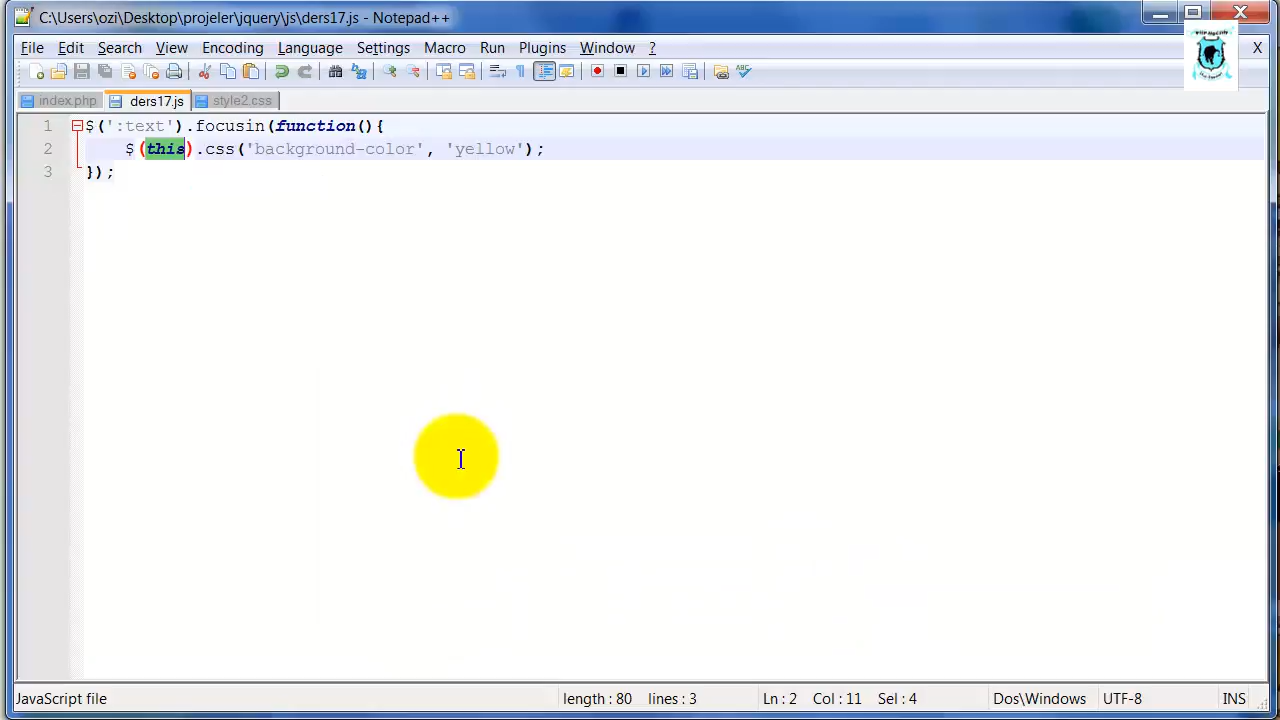 C:\Users\ozi\Desktop\projeler\jquery\js\ders17.js - Notepad++
File Edit Search View Encoding Language Settings Macro Run Plugins Window ? X
index.php ders17.js style2.css
1 $(':text').focusin(function(){
2 $(this).css('background-color', 'yellow');
3 });
JavaScript file length : 80 lines : 3 Ln : 2 Col : 11 Sel : 4 Dos\Windows UTF-8 INS